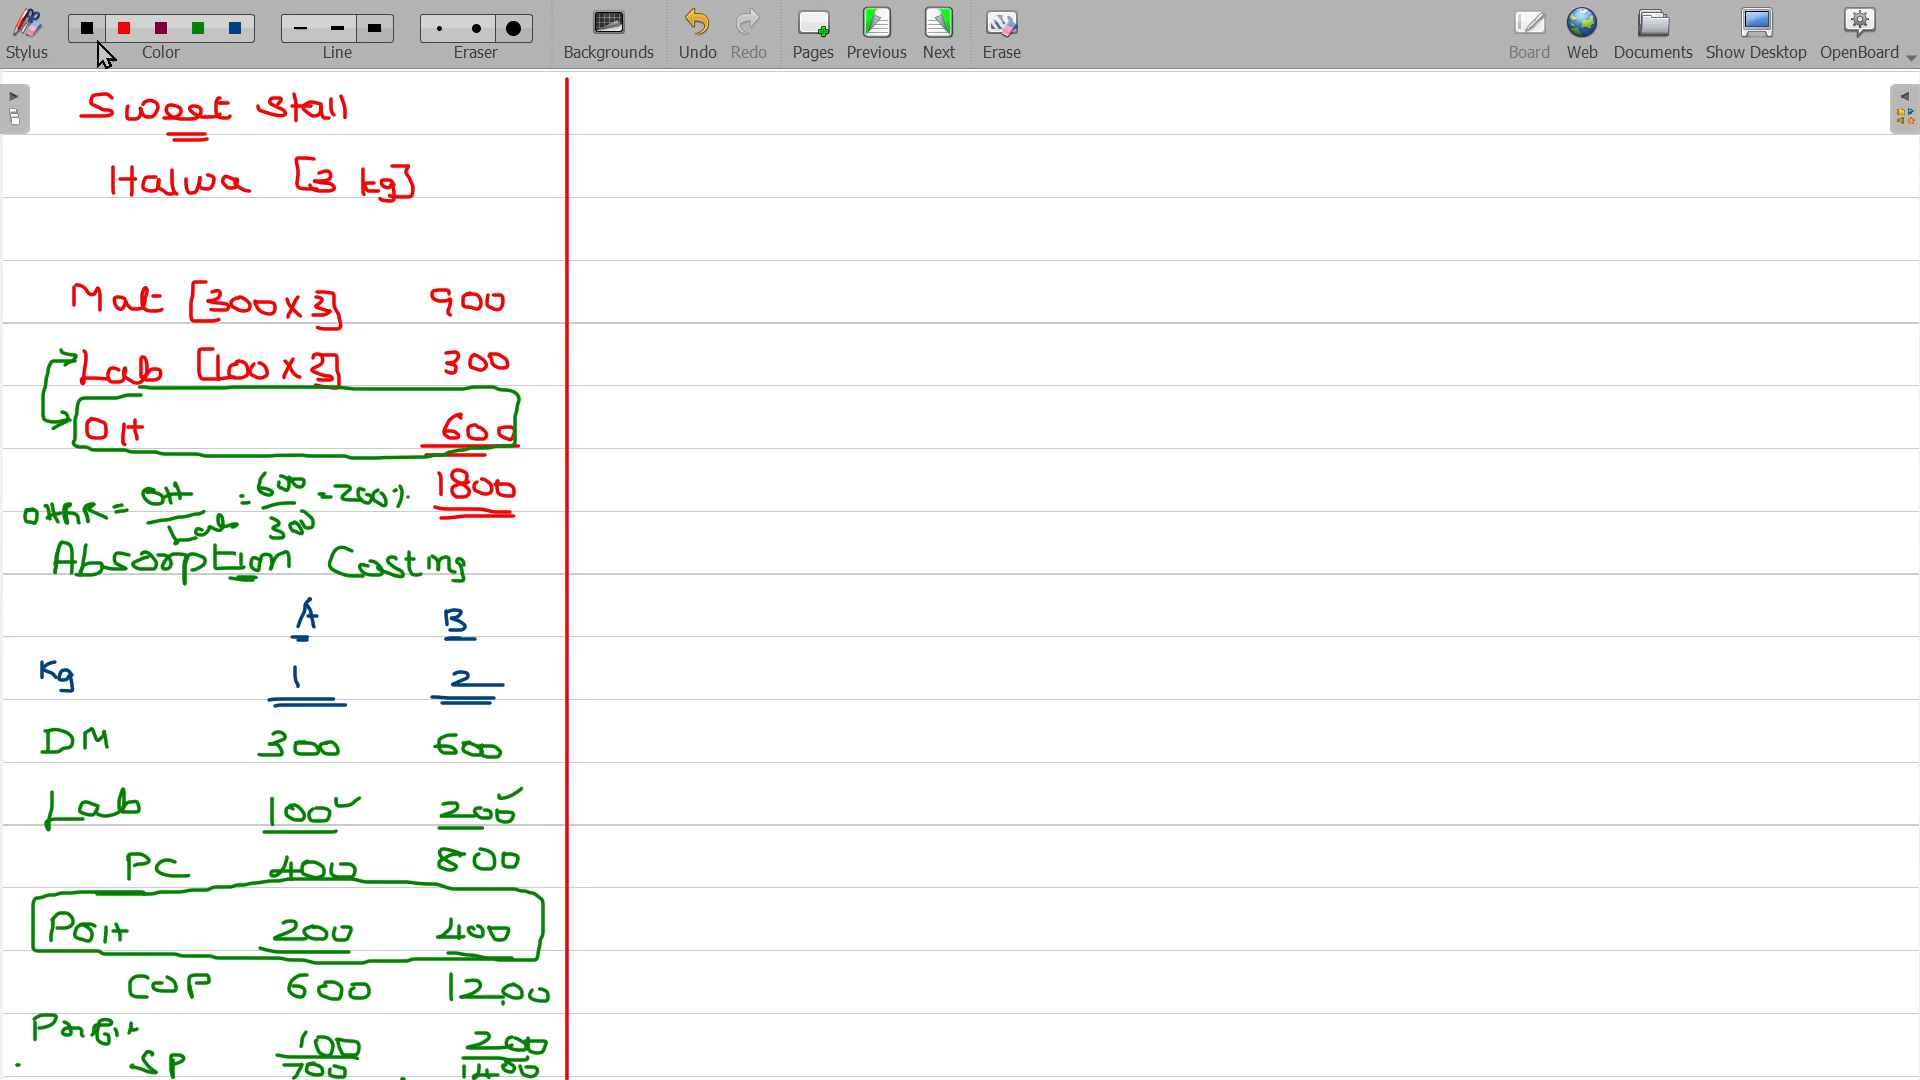 Stylus Color Line Eraser Backgrounds Undo Redo Pages Previous Next Erase Board Web Documents Show Desktop OpenBoard
Sweet Stall
Halwa [3 kg]
Mat [300 x 3] 900
Lab [100 x 3] 300
OH 600
1800
OHRR = OH/Lab = 600/300 = 200%
Absorption Costing
A B
Kg 1 2
DM 300 600
Lab 100 200
PC 400 800
POH 200 400
COP 600 1200
Profit 100 200
SP 700 1400